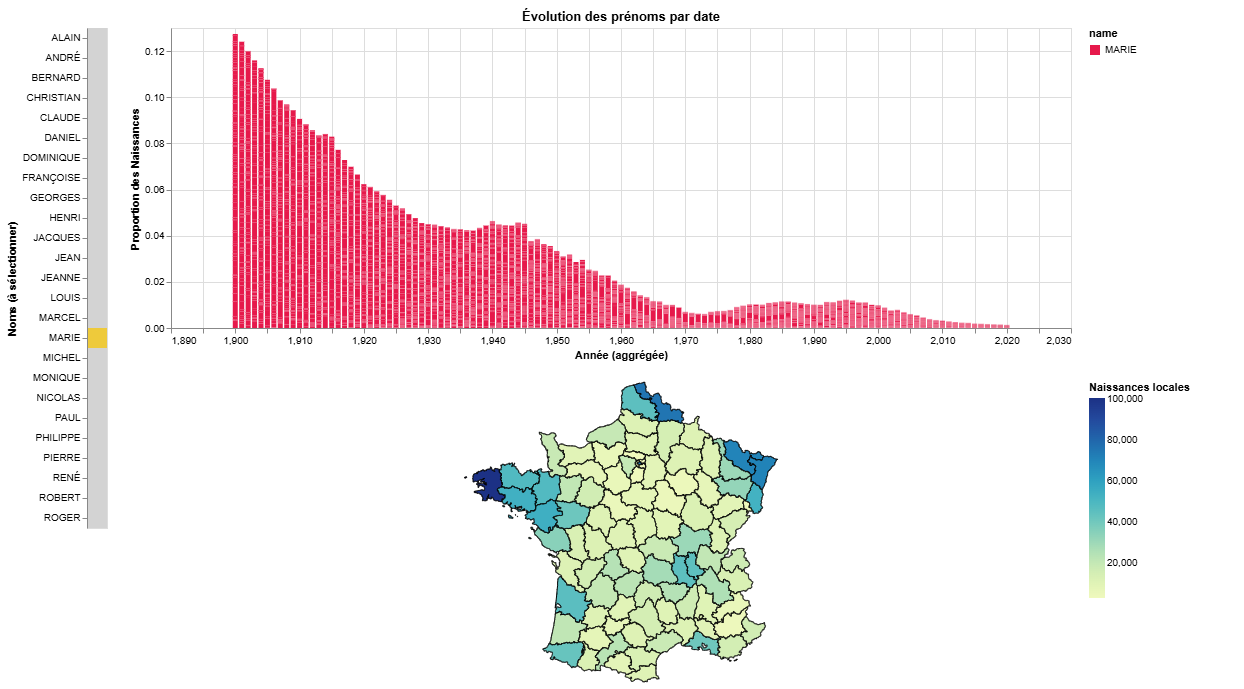 Évolution des prénoms par date
Noms (à sélectionner)
ALAIN
ANDRÉ
BERNARD
CHRISTIAN
CLAUDE
DANIEL
DOMINIQUE
FRANÇOISE
GEORGES
HENRI
JACQUES
JEAN
JEANNE
LOUIS
MARCEL
MARIE
MICHEL
MONIQUE
NICOLAS
PAUL
PHILIPPE
PIERRE
RENÉ
ROBERT
ROGER
Proportion des Naissances
0.12
0.10
0.08
0.06
0.04
0.02
0.00
1,890 1,900 1,910 1,920 1,930 1,940 1,950 1,960 1,970 1,980 1,990 2,000 2,010 2,020 2,030
Année (aggrégée)
name
MARIE
Naissances locales
100,000
80,000
60,000
40,000
20,000